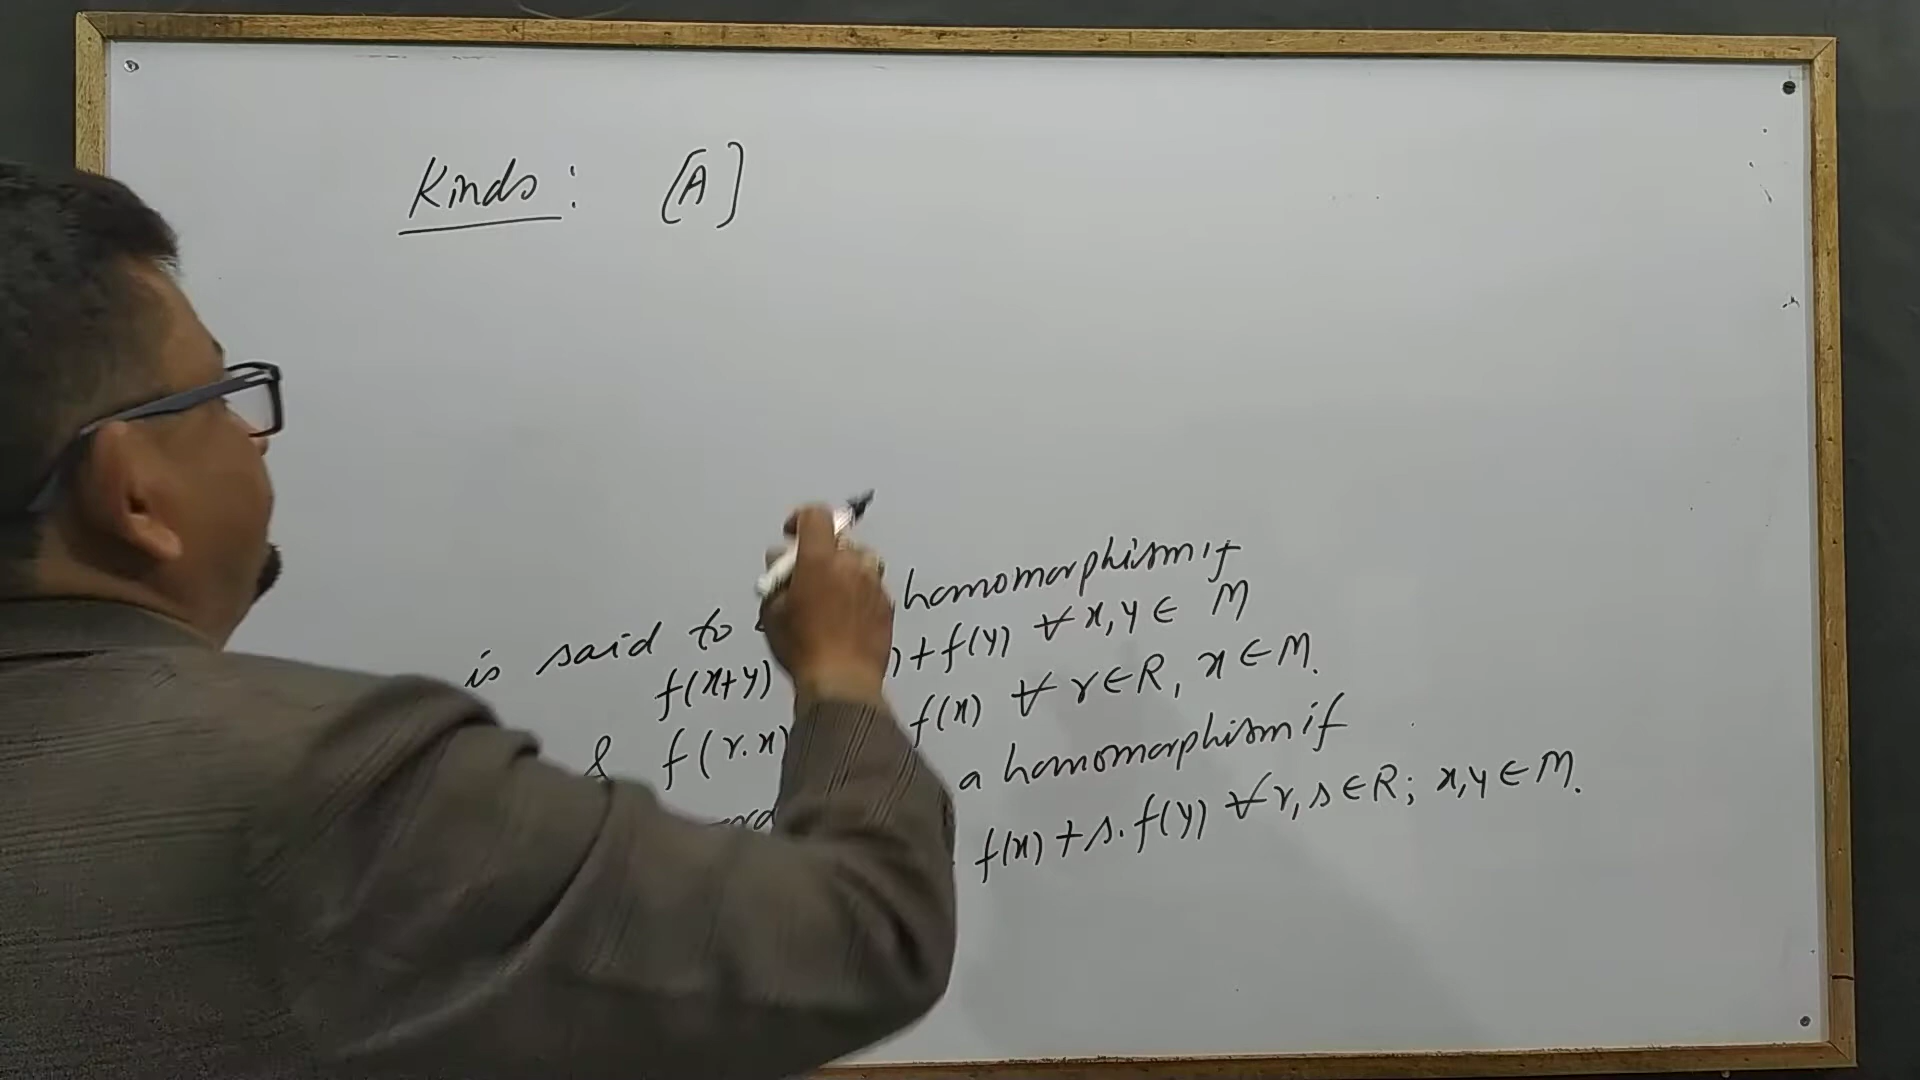 Kinds: [A]
is said to homomorphism if
f(x+y) ) + f(y) ∀ x, y ∈ M
& f(r.x) f(x) ∀ r ∈ R, x ∈ M.
a homomorphism if
f(x) + s. f(y) ∀ r, s ∈ R; x, y ∈ M.